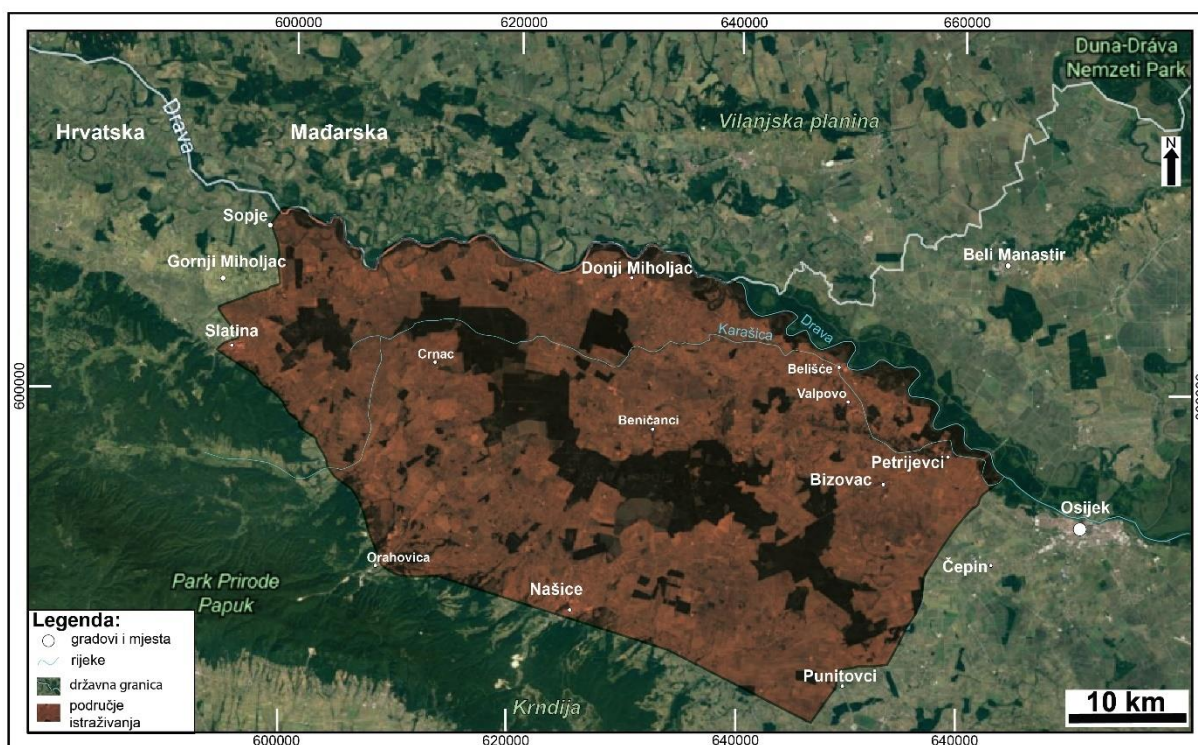 600000 620000 640000 660000
Duna-Dráva
Nemzeti Park
Hrvatska
Drava
Mađarska
Vilanjska planina
N
Sopje
Gornji Miholjac
Donji Miholjac
Beli Manastir
Slatina
Karašica
Drava
Crnac
Belišće
Valpovo
600000
Beničanci
Petrijevci
Bizovac
Osijek
Orahovica
Čepin
Park Prirode
Papuk
Našice
Punitovci
Krndija
Legenda:
gradovi i mjesta
rijeke
državna granica
područje
istraživanja
10 km
600000 620000 640000 640000